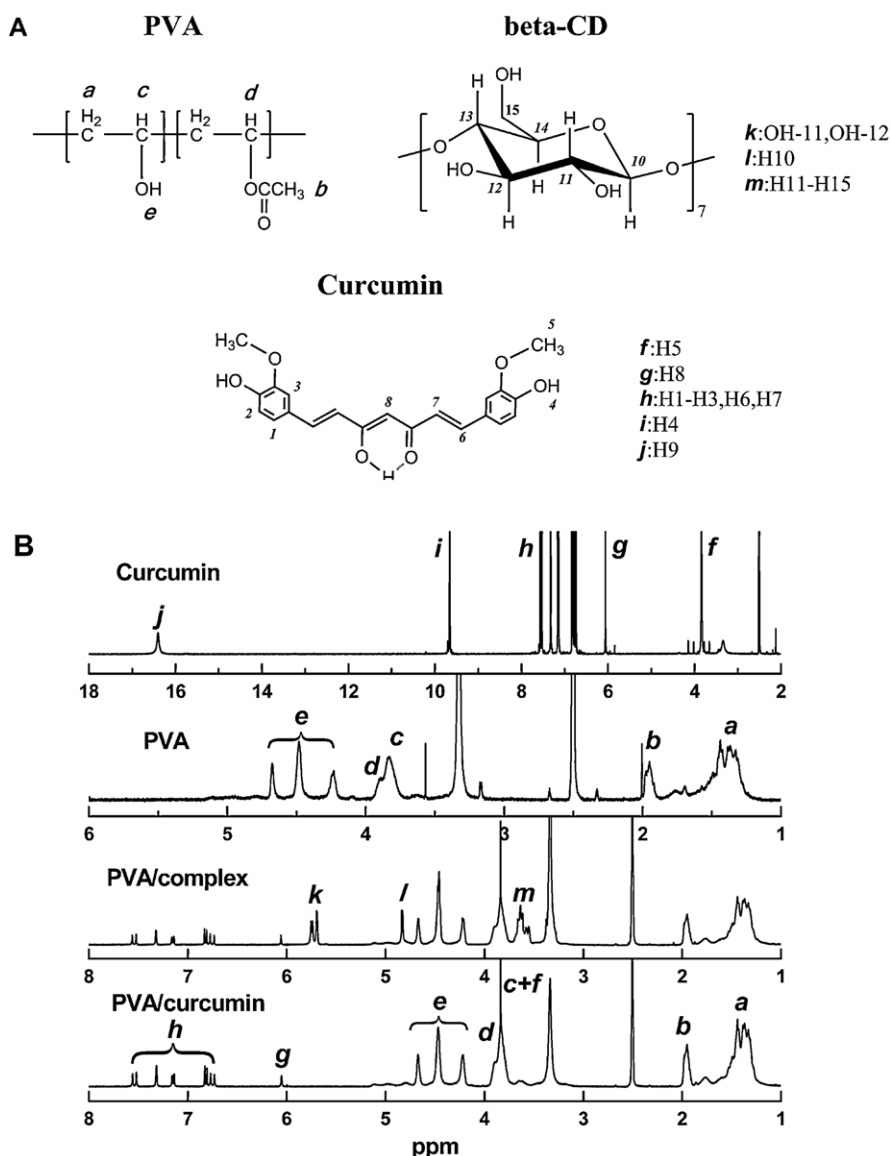 A
PVA
beta-CD
a
c
d
H₂
C
H
C
OH
e
H₂
C
H
C
OCCH₃
O
b
OH
15
H
13
14
H
O
10
O
HO
12
H
11
OH
H
H
O
7
k:OH-11,OH-12
l:H10
m:H11-H15
Curcumin
H₃C
O
3
HO
2
1
8
7
6
5
CH₃
O
OH
4
O
H
O
f:H5
g:H8
h:H1-H3,H6,H7
i:H4
j:H9
B
Curcumin
j
i
h
g
f
18 16 14 12 10 8 6 4 2
PVA
e
d
c
b
a
6 5 4 3 2 1
PVA/complex
k
l
m
8 7 6 5 4 3 2 1
PVA/curcumin
h
g
e
d
c+f
b
a
8 7 6 5 4 3 2 1
ppm